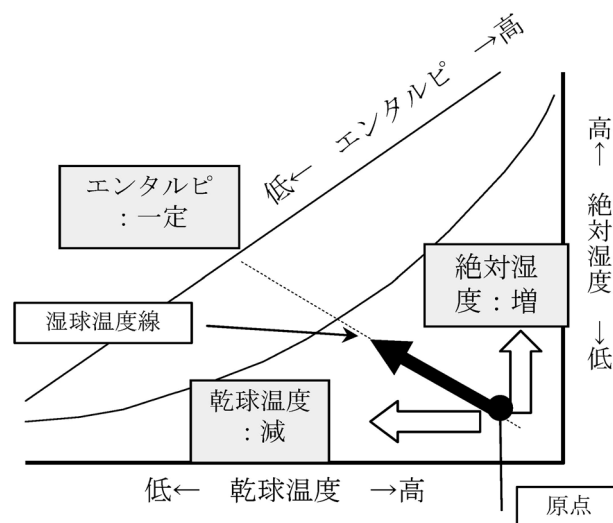 低← エンタルピ →高
エンタルピ
：一定
高↑ 絶対湿度 ↓低
絶対湿
度：増
湿球温度線
乾球温度
：減
低← 乾球温度 →高
原点